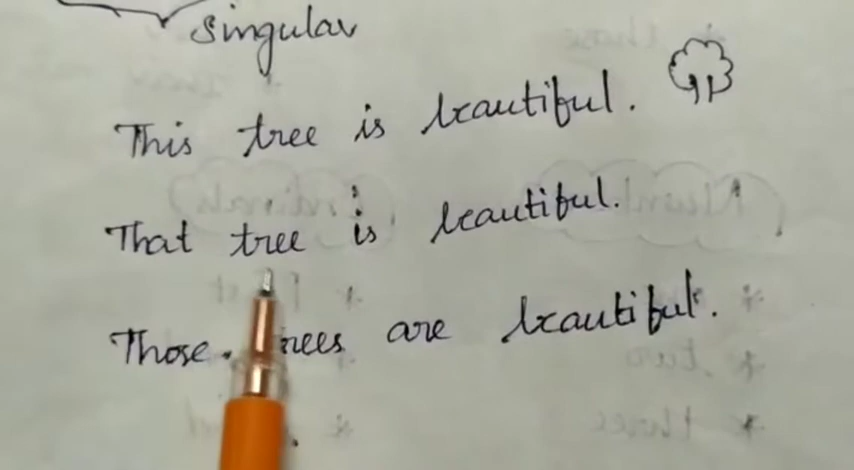 Singular
This tree is beautiful.
That tree is beautiful.
Those trees are beautiful.